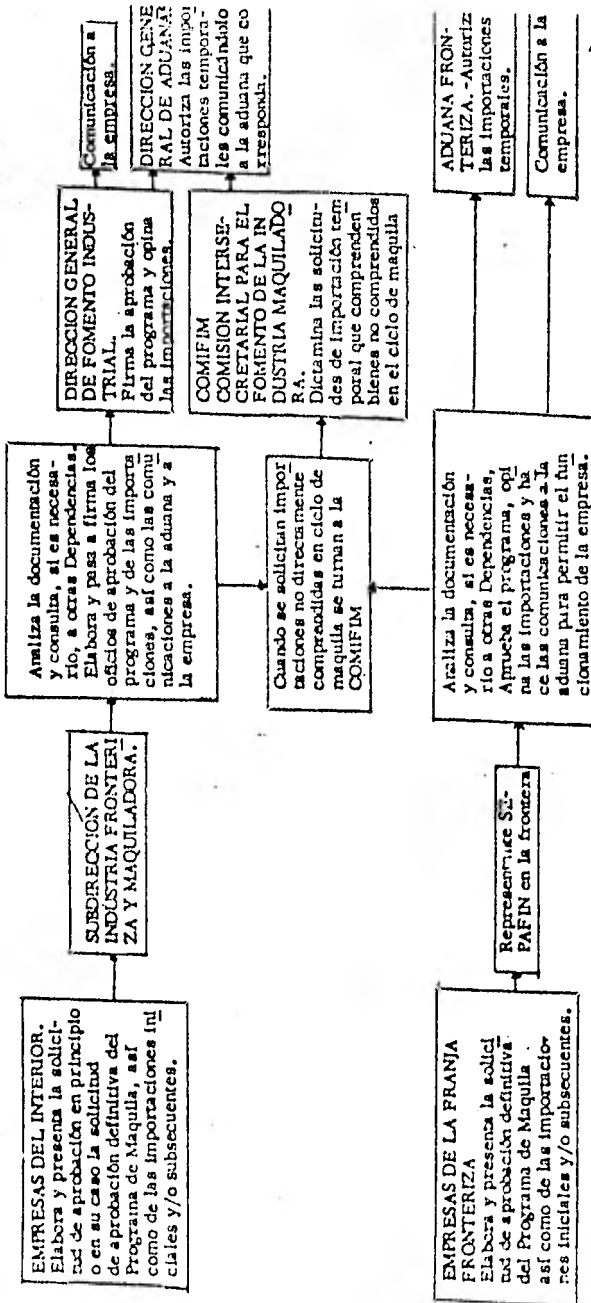 EMPRESAS DEL INTERIOR.
Elabora y presenta la solici-
tud de aprobación en principio
o en su caso la solicitud
de aprobación definitiva del
Programa de Maquila, así
como de las importaciones ini
ciales y/o subsecuentes.
SUBDIRECCION DE LA
INDUSTRIA FRONTERI
ZA Y MAQUILADORA.
Analiza la documentación
y consulta, si es necesa-
rio, a otras Dependencias.
Elabora y pasa a firma los
oficios de aprobación del
programa y de las importa
ciones, así como las comu
nicaciones a la aduana y a
la empresa.
DIRECCION GENERAL
DE FOMENTO INDUS-
TRIAL.
Firma la aprobación
del programa y opina
las importaciones.
Comunicación a
la empresa.
DIRECCION GENE
RAL DE ADUANAS
Autoriza las impor
taciones tempora-
les comunicándolo
a la aduana que co
rresponda.
Cuando se solicitan impor
taciones no directamente
comprendidas en ciclo de
maquila se turnan a la
COMIFIM
COMIFIM
COMISION INTERSE-
CRETARIAL PARA EL
FOMENTO DE LA IN
DUSTRIA MAQUILADO
RA.
Dictamina las solicitu-
des de importación tem
poral que comprenden
bienes no comprendidos
en el ciclo de maquila
EMPRESAS DE LA FRANJA
FRONTERIZA
Elabora y presenta la solici
tud de aprobación definitiva
del Programa de Maquila
así como de las importacio-
nes iniciales y/o subsecuentes.
Representante SE-
PAFIN en la frontera
Analiza la documentación
y consulta, si es necesa-
rio a otras Dependencias,
Aprueba el programa, opi
na las importaciones y ha
ce las comunicaciones a la
aduana para permitir el fun
cionamiento de la empresa.
ADUANA FRON-
TERIZA.-Autoriz
las importaciones
temporales.
Comunicación a la
empresa.